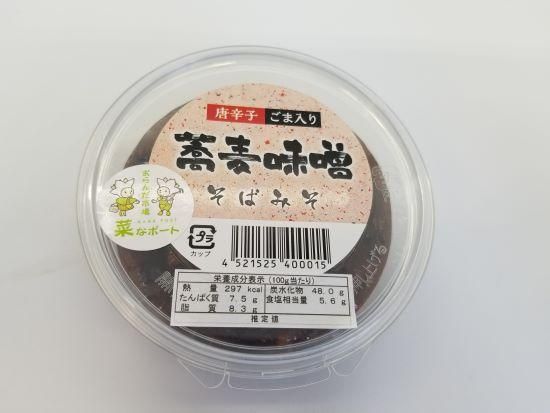 唐辛子 ごま入り
蕎麦味噌
そばみそ
おらんだ市場
菜なポート
プラ
カップ
4 521525 400015
栄養成分表示（100g当たり）
熱 量 297 kcal 炭水化物 48.0 g
たんぱく質 7.5 g 食塩相当量 5.6 g
脂 質 8.3 g
推定値